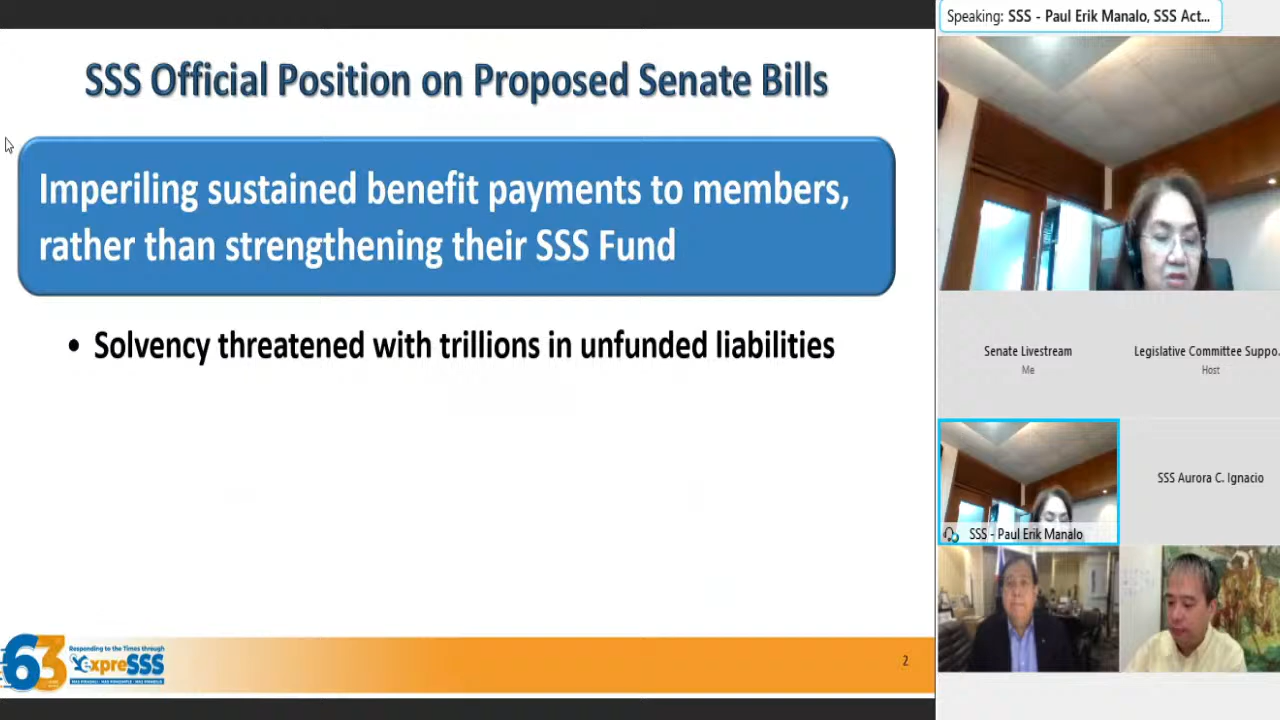 Speaking: SSS - Paul Erik Manalo, SSS Act...
SSS Official Position on Proposed Senate Bills
Imperiling sustained benefit payments to members,
rather than strengthening their SSS Fund
• Solvency threatened with trillions in unfunded liabilities
Senate Livestream
Me
Legislative Committee Suppo...
Host
SSS - Paul Erik Manalo
SSS Aurora C. Ignacio
63
Responding to the Times through
expreSSS
2